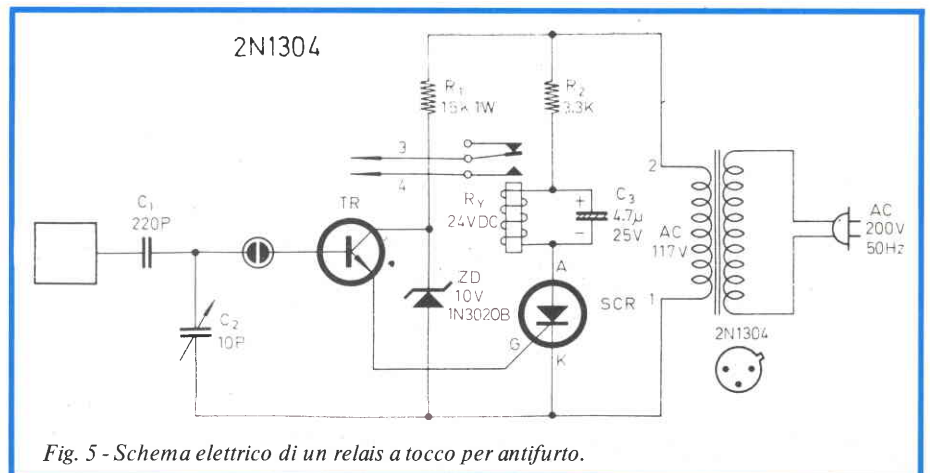 2N1304
R1
15K 1W
R2
3.3K
3
4
RY
24VDC
+
C3
4.7µ
25V
−
2
AC
117V
1
AC
200V
50Hz
C1
220P
TR
C2
10P
ZD
10V
1N3020B
A
SCR
G
K
2N1304
Fig. 5 - Schema elettrico di un relais a tocco per antifurto.